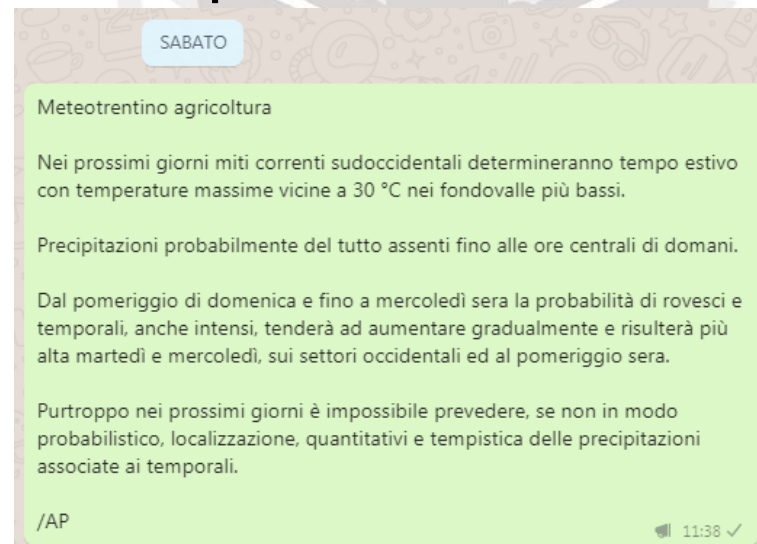 SABATO
Meteotrentino agricoltura
Nei prossimi giorni miti correnti sudoccidentali determineranno tempo estivo
con temperature massime vicine a 30 °C nei fondovalle più bassi.
Precipitazioni probabilmente del tutto assenti fino alle ore centrali di domani.
Dal pomeriggio di domenica e fino a mercoledì sera la probabilità di rovesci e
temporali, anche intensi, tenderà ad aumentare gradualmente e risulterà più
alta martedì e mercoledì, sui settori occidentali ed al pomeriggio sera.
Purtroppo nei prossimi giorni è impossibile prevedere, se non in modo
probabilistico, localizzazione, quantitativi e tempistica delle precipitazioni
associate ai temporali.
/AP
11:38